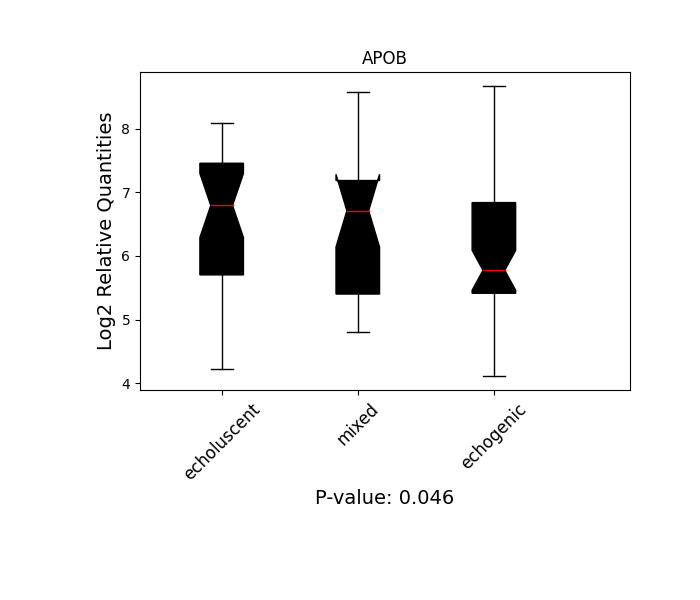 APOB
Log2 Relative Quantities
8
7
6
5
4
echoluscent
mixed
echogenic
P-value: 0.046